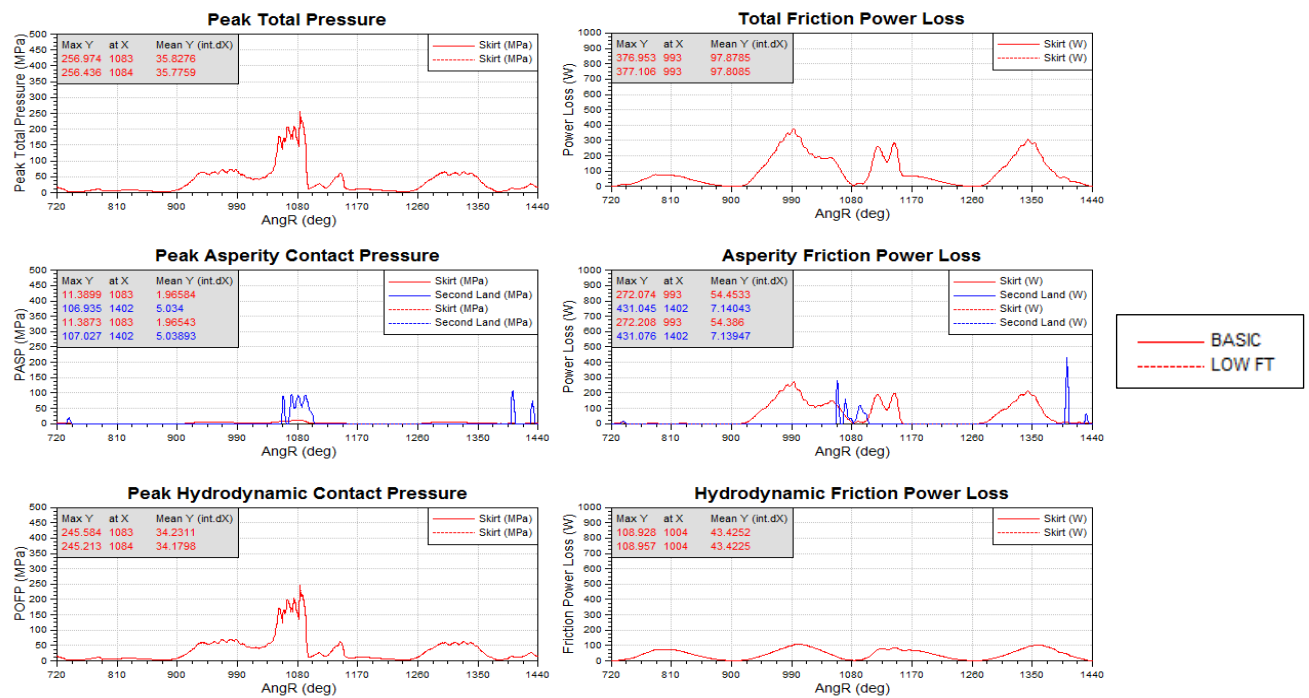 Peak Total Pressure
Peak Total Pressure (MPa)
500
450
400
350
300
250
200
150
100
50
0
Max Y at X Mean Y (int.dX)
256.974 1083 35.8276
256.436 1084 35.7759
Skirt (MPa)
Skirt (MPa)
720 810 900 990 1080 1170 1260 1350 1440
AngR (deg)
Total Friction Power Loss
Power Loss (W)
1000
900
800
700
600
500
400
300
200
100
0
Max Y at X Mean Y (int.dX)
376.953 993 97.8785
377.106 993 97.8085
Skirt (W)
Skirt (W)
720 810 900 990 1080 1170 1260 1350 1440
AngR (deg)
Peak Asperity Contact Pressure
PASP (MPa)
500
450
400
350
300
250
200
150
100
50
0
Max Y at X Mean Y (int.dX)
11.3899 1083 1.96584
106.935 1402 5.034
11.3873 1083 1.96543
107.027 1402 5.03893
Skirt (MPa)
Second Land (MPa)
Skirt (MPa)
Second Land (MPa)
720 810 900 990 1080 1170 1260 1350 1440
AngR (deg)
Asperity Friction Power Loss
Power Loss (W)
1000
900
800
700
600
500
400
300
200
100
0
Max Y at X Mean Y (int.dX)
272.074 993 54.4533
431.045 1402 7.14043
272.208 993 54.386
431.076 1402 7.13947
Skirt (W)
Second Land (W)
Skirt (W)
Second Land (W)
720 810 900 990 1080 1170 1260 1350 1440
AngR (deg)
BASIC
LOW FT
Peak Hydrodynamic Contact Pressure
POFP (MPa)
500
450
400
350
300
250
200
150
100
50
0
Max Y at X Mean Y (int.dX)
245.584 1083 34.2311
245.213 1084 34.1798
Skirt (MPa)
Skirt (MPa)
720 810 900 990 1080 1170 1260 1350 1440
AngR (deg)
Hydrodynamic Friction Power Loss
Friction Power Loss (W)
1000
900
800
700
600
500
400
300
200
100
0
Max Y at X Mean Y (int.dX)
108.928 1004 43.4252
108.957 1004 43.4225
Skirt (W)
Skirt (W)
720 810 900 990 1080 1170 1260 1350 1440
AngR (deg)